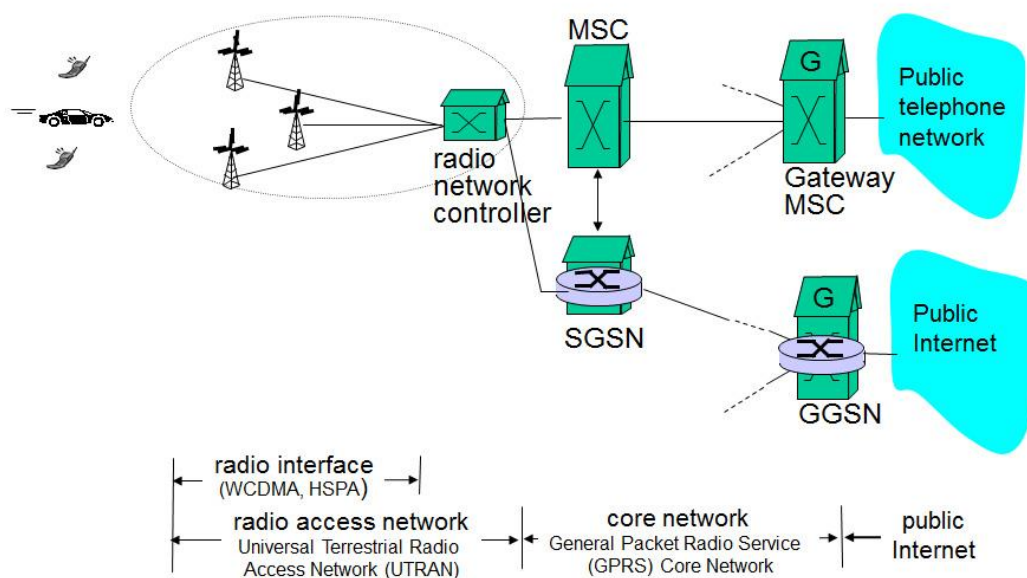 MSC
G
Public
telephone
network
radio
network
controller
Gateway
MSC
SGSN
G
Public
Internet
GGSN
radio interface
(WCDMA, HSPA)
radio access network
Universal Terrestrial Radio
Access Network (UTRAN)
core network
General Packet Radio Service
(GPRS) Core Network
public
Internet